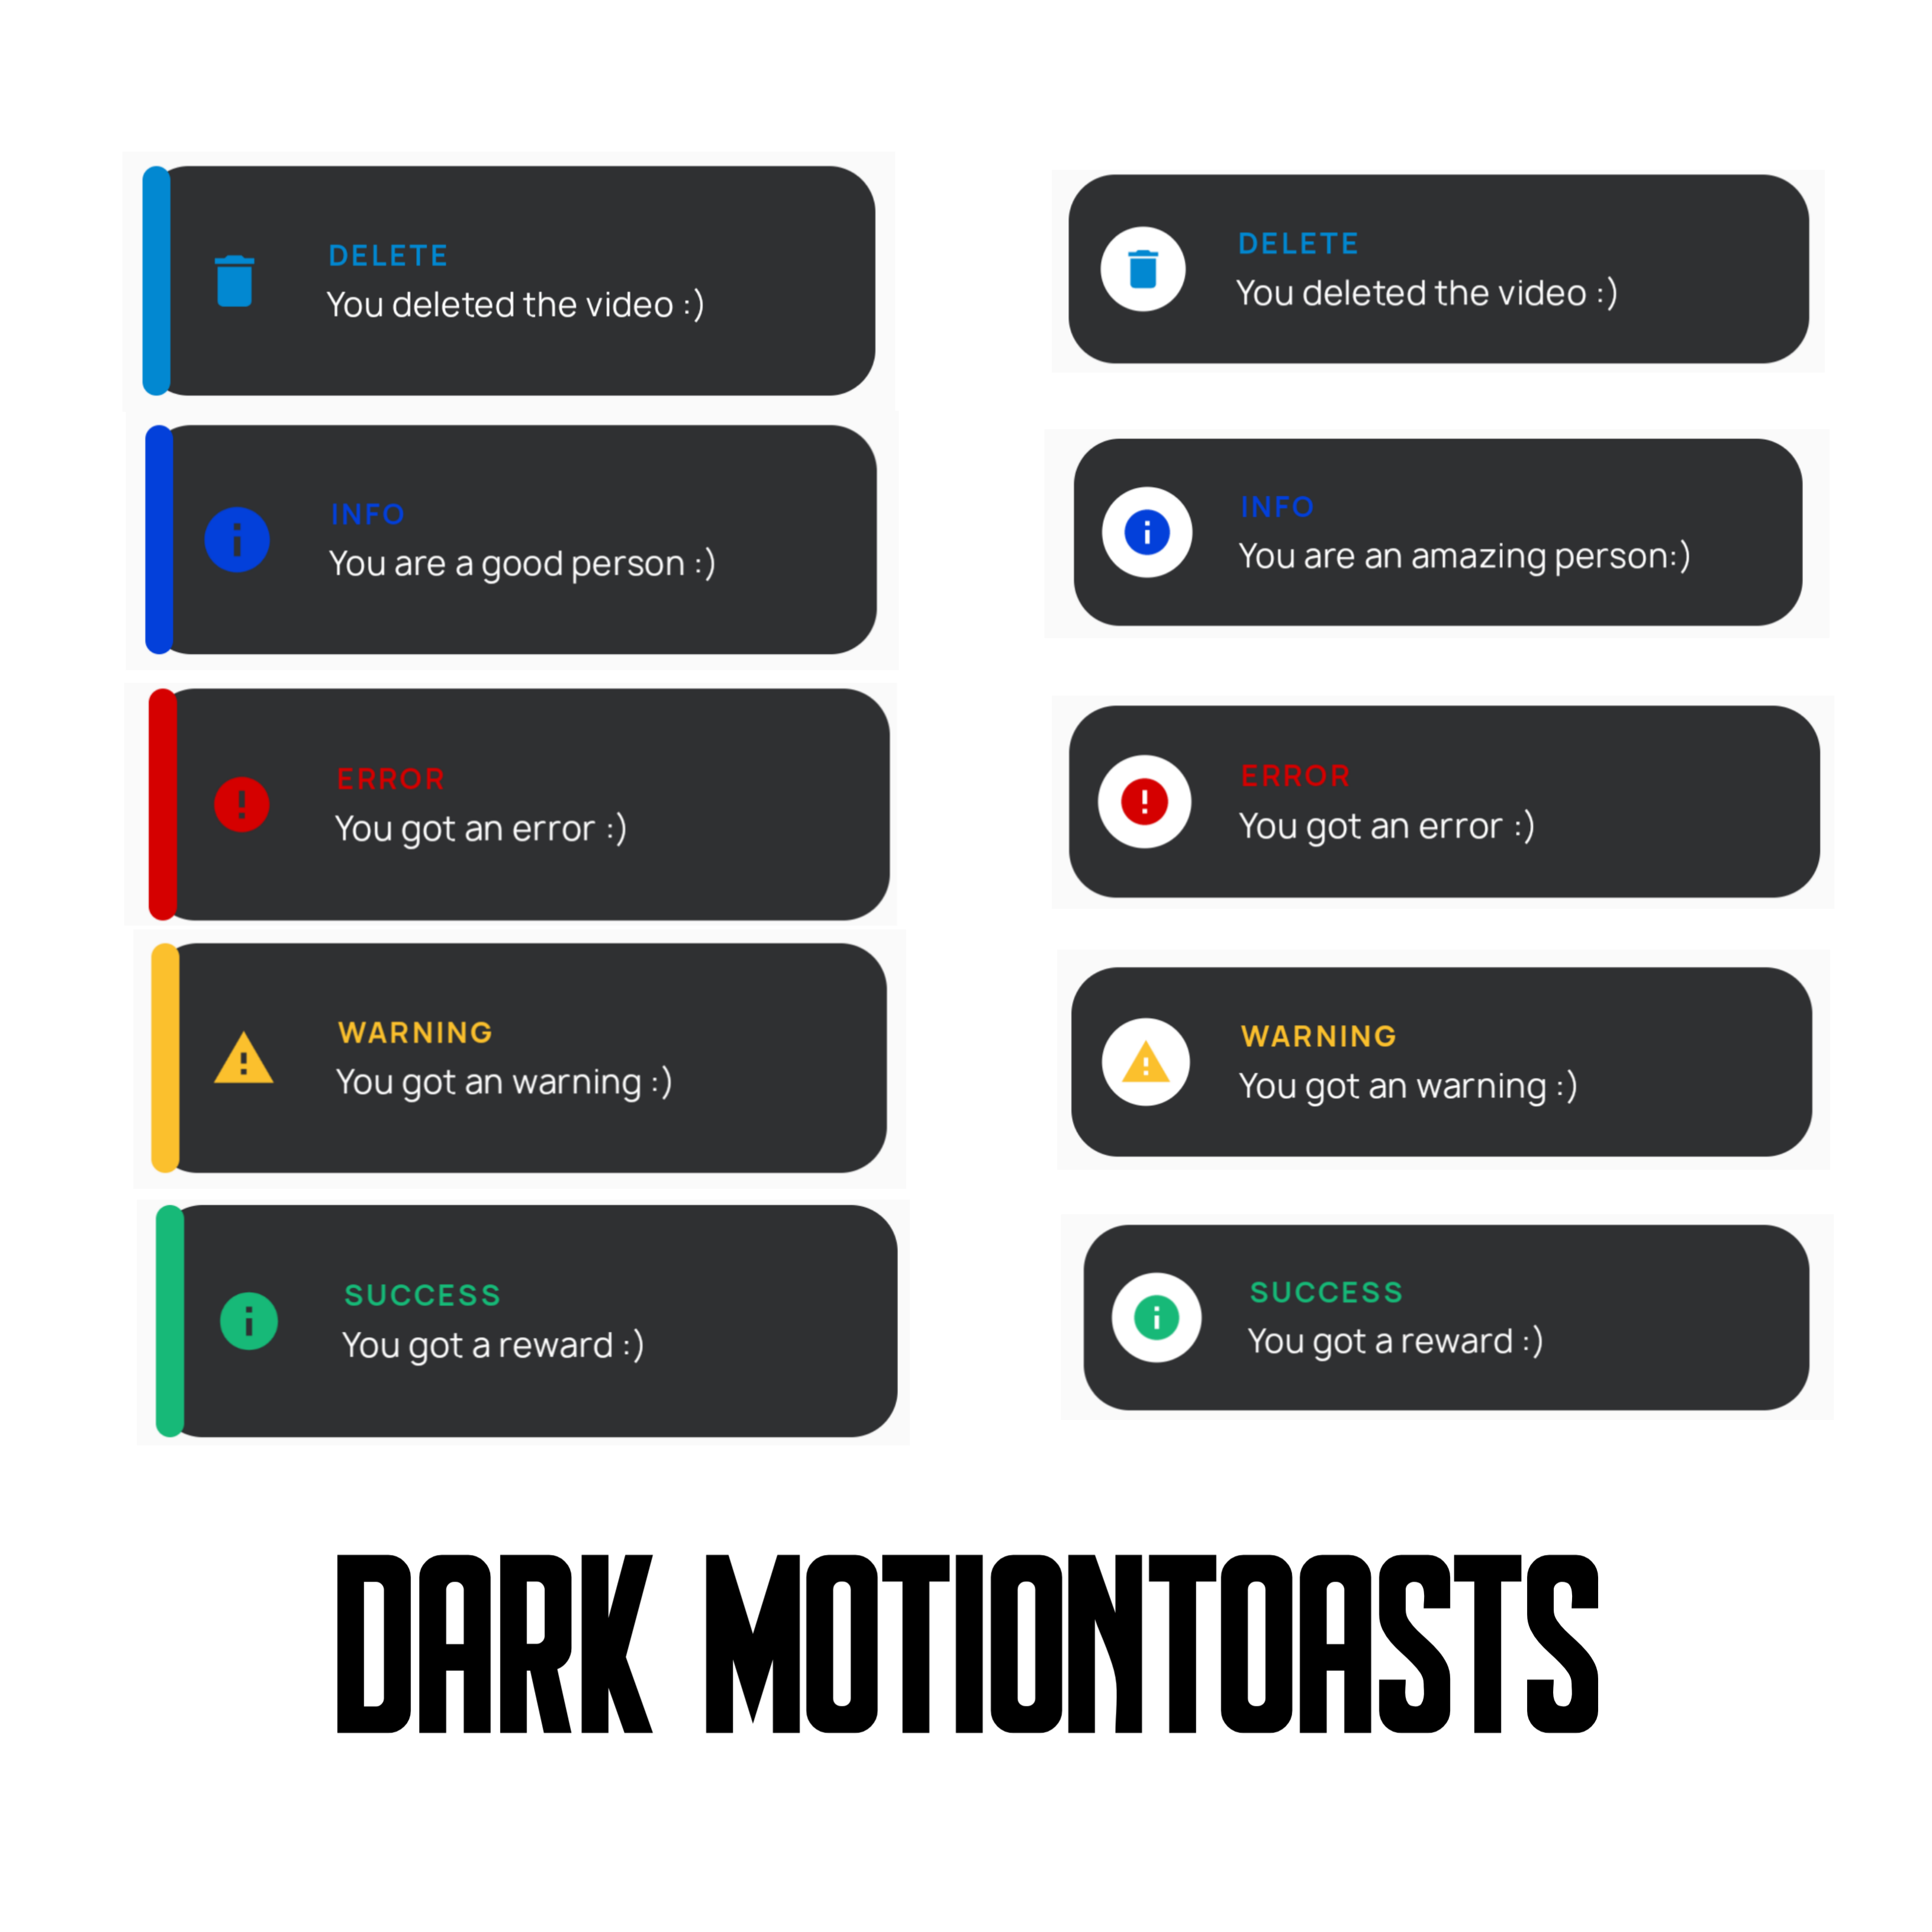 DELETE
You deleted the video :)
DELETE
You deleted the video :)
INFO
You are a good person :)
INFO
You are an amazing person:)
ERROR
You got an error :)
ERROR
You got an error :)
WARNING
You got an warning :)
WARNING
You got an warning :)
SUCCESS
You got a reward :)
SUCCESS
You got a reward :)
DARK MOTIONTOASTS